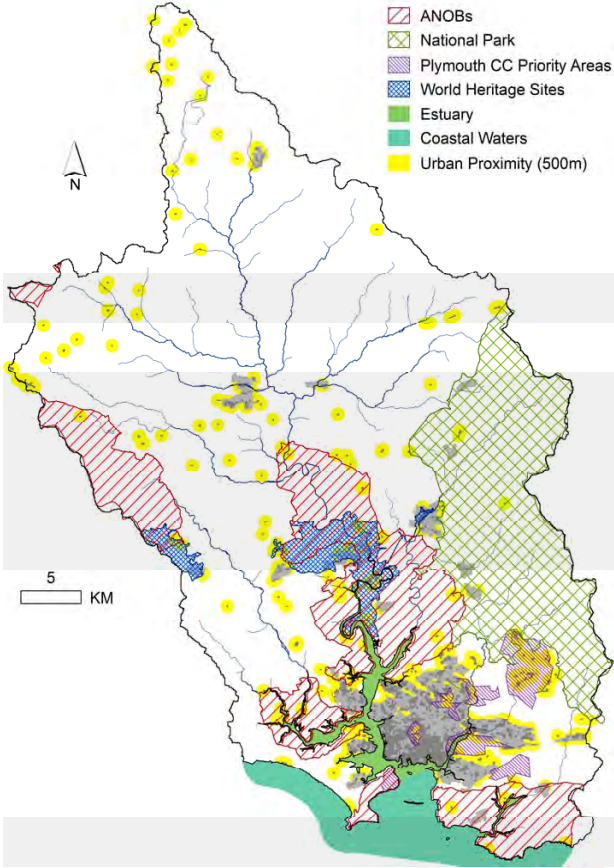 ANOBs
National Park
Plymouth CC Priority Areas
World Heritage Sites
Estuary
Coastal Waters
Urban Proximity (500m)
N
5
KM